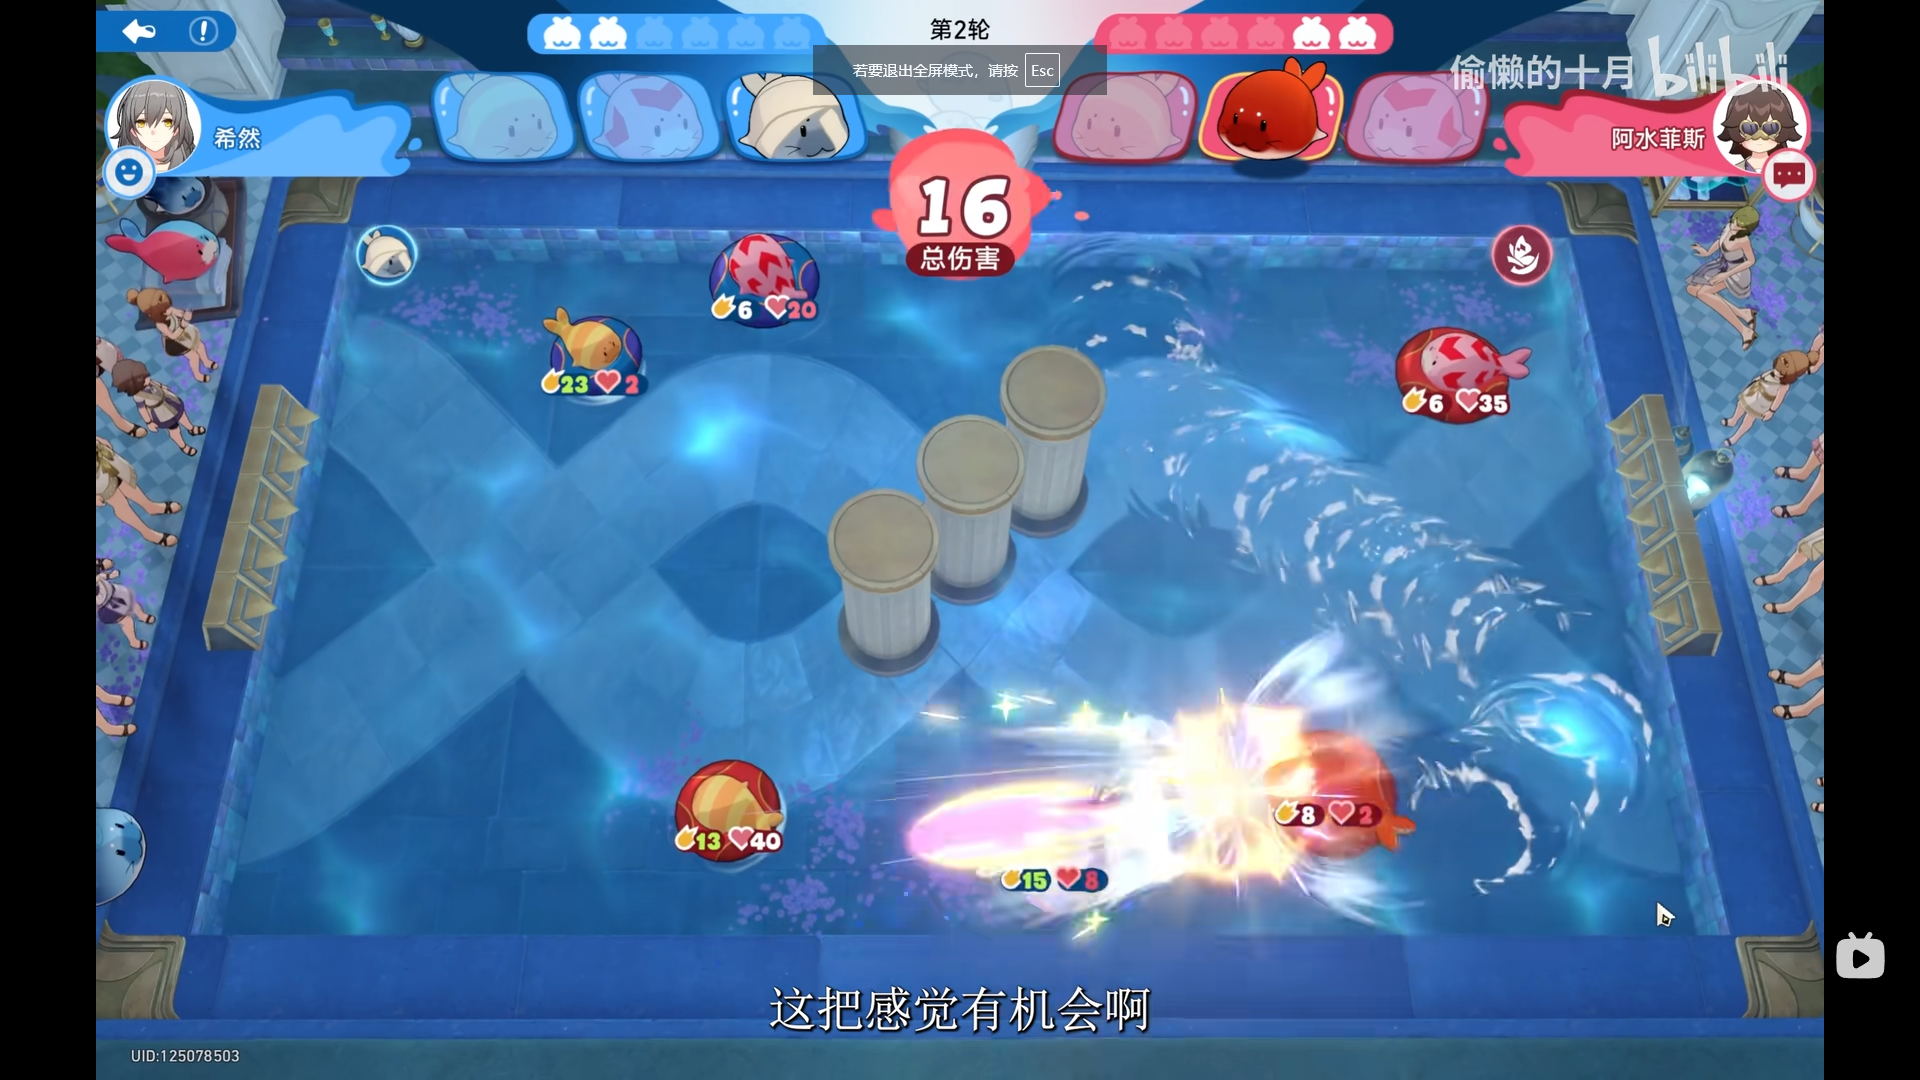 第2轮
若要退出全屏模式，请按 Esc
偷懒的十月 bilibili
希然
阿水菲斯
16
总伤害
6 20
23 2
6 35
8 2
13 40
15 8
这把感觉有机会啊
UID:125078503